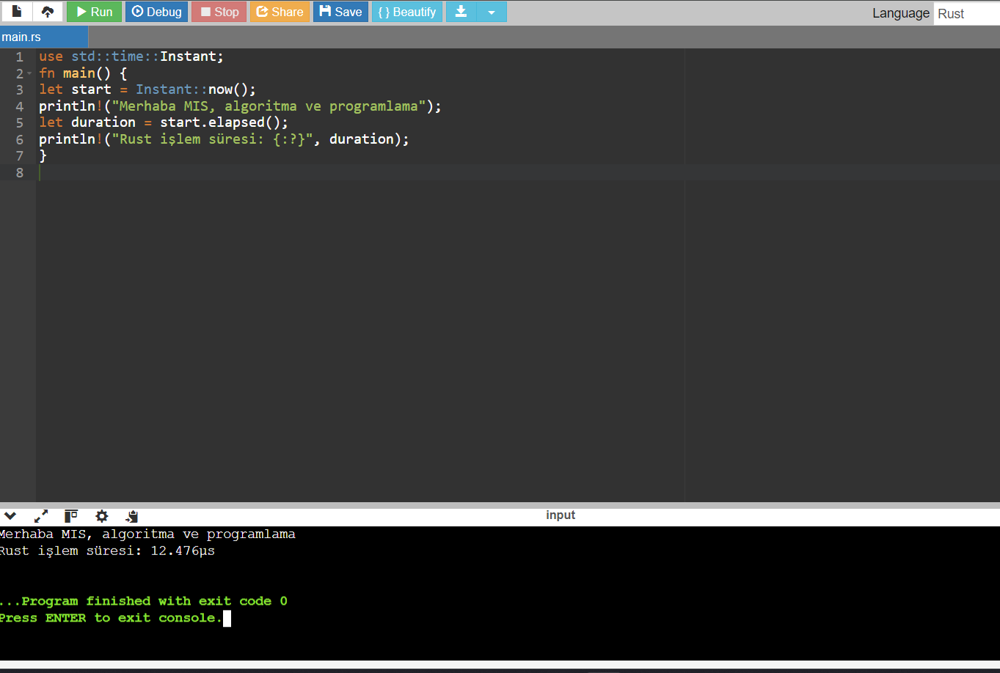 Run Debug Stop Share Save { } Beautify Language Rust
main.rs
1 use std::time::Instant;
2 fn main() {
3 let start = Instant::now();
4 println!("Merhaba MIS, algoritma ve programlama");
5 let duration = start.elapsed();
6 println!("Rust işlem süresi: {:?}", duration);
7 }
8
input
Merhaba MIS, algoritma ve programlama
Rust işlem süresi: 12.476µs
...Program finished with exit code 0
Press ENTER to exit console.